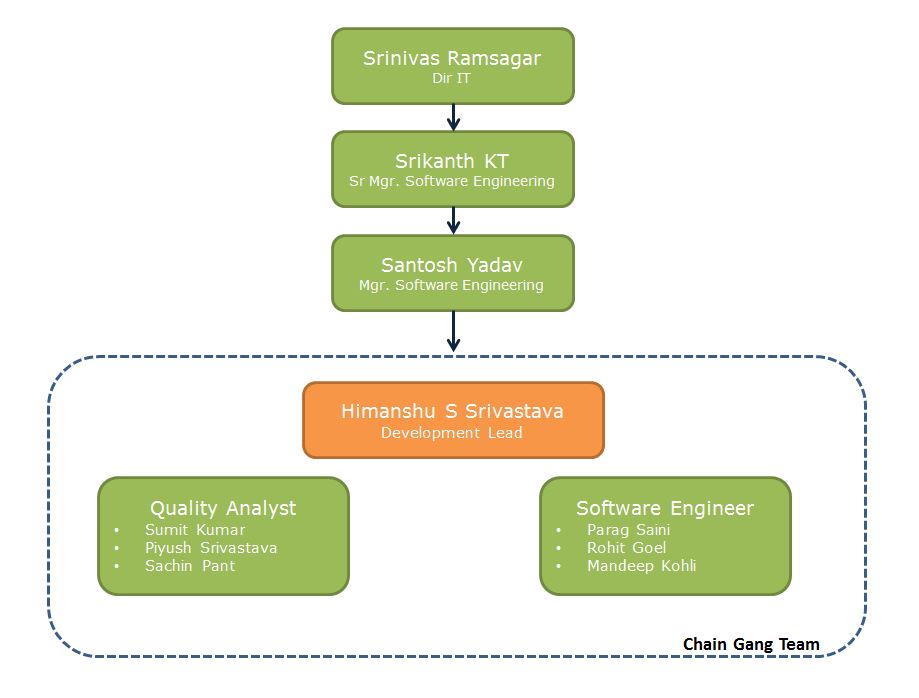 Srinivas Ramsagar
Dir IT
Srikanth KT
Sr Mgr. Software Engineering
Santosh Yadav
Mgr. Software Engineering
Himanshu S Srivastava
Development Lead
Quality Analyst
• Sumit Kumar
• Piyush Srivastava
• Sachin Pant
Software Engineer
• Parag Saini
• Rohit Goel
• Mandeep Kohli
Chain Gang Team